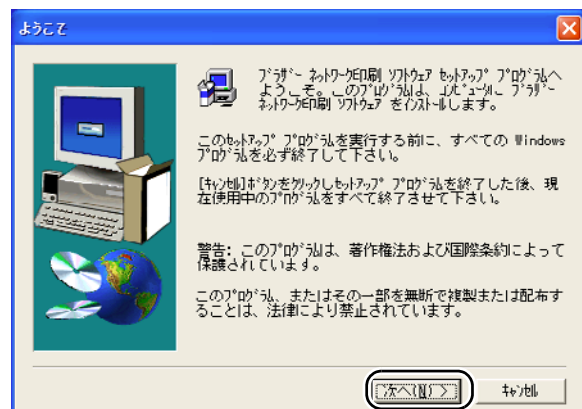 ようこそ
ﾌﾞﾗｻﾞｰ ﾈｯﾄﾜｰｸ印刷 ｿﾌﾄｳｪｱ ｾｯﾄｱｯﾌﾟ ﾌﾟﾛｸﾞﾗﾑへ
ようこそ。このﾌﾟﾛｸﾞﾗﾑは、ｺﾝﾋﾟｭｰﾀに ﾌﾞﾗｻﾞｰ
ﾈｯﾄﾜｰｸ印刷 ｿﾌﾄｳｪｱ をｲﾝｽﾄｰﾙします。
このｾｯﾄｱｯﾌﾟ ﾌﾟﾛｸﾞﾗﾑを実行する前に、すべての Windows
ﾌﾟﾛｸﾞﾗﾑを必ず終了して下さい。
[ｷｬﾝｾﾙ]ﾎﾞﾀﾝをｸﾘｯｸしｾｯﾄｱｯﾌﾟ ﾌﾟﾛｸﾞﾗﾑを終了した後、現
在使用中のﾌﾟﾛｸﾞﾗﾑをすべて終了させて下さい。
警告: このﾌﾟﾛｸﾞﾗﾑは、著作権法および国際条約によって
保護されています。
このﾌﾟﾛｸﾞﾗﾑ、またはその一部を無断で複製または配布す
ることは、法律により禁止されています。
次へ(N) >
ｷｬﾝｾﾙ